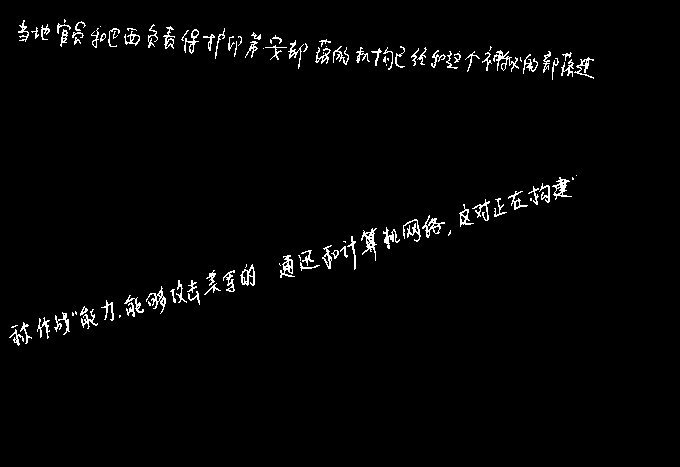 当地官员和巴西负责保护印第安部落的机构已经和这个神秘的部落进
称作战"能力,能够攻击美军的通迅和计算机网络,这对正在构建"